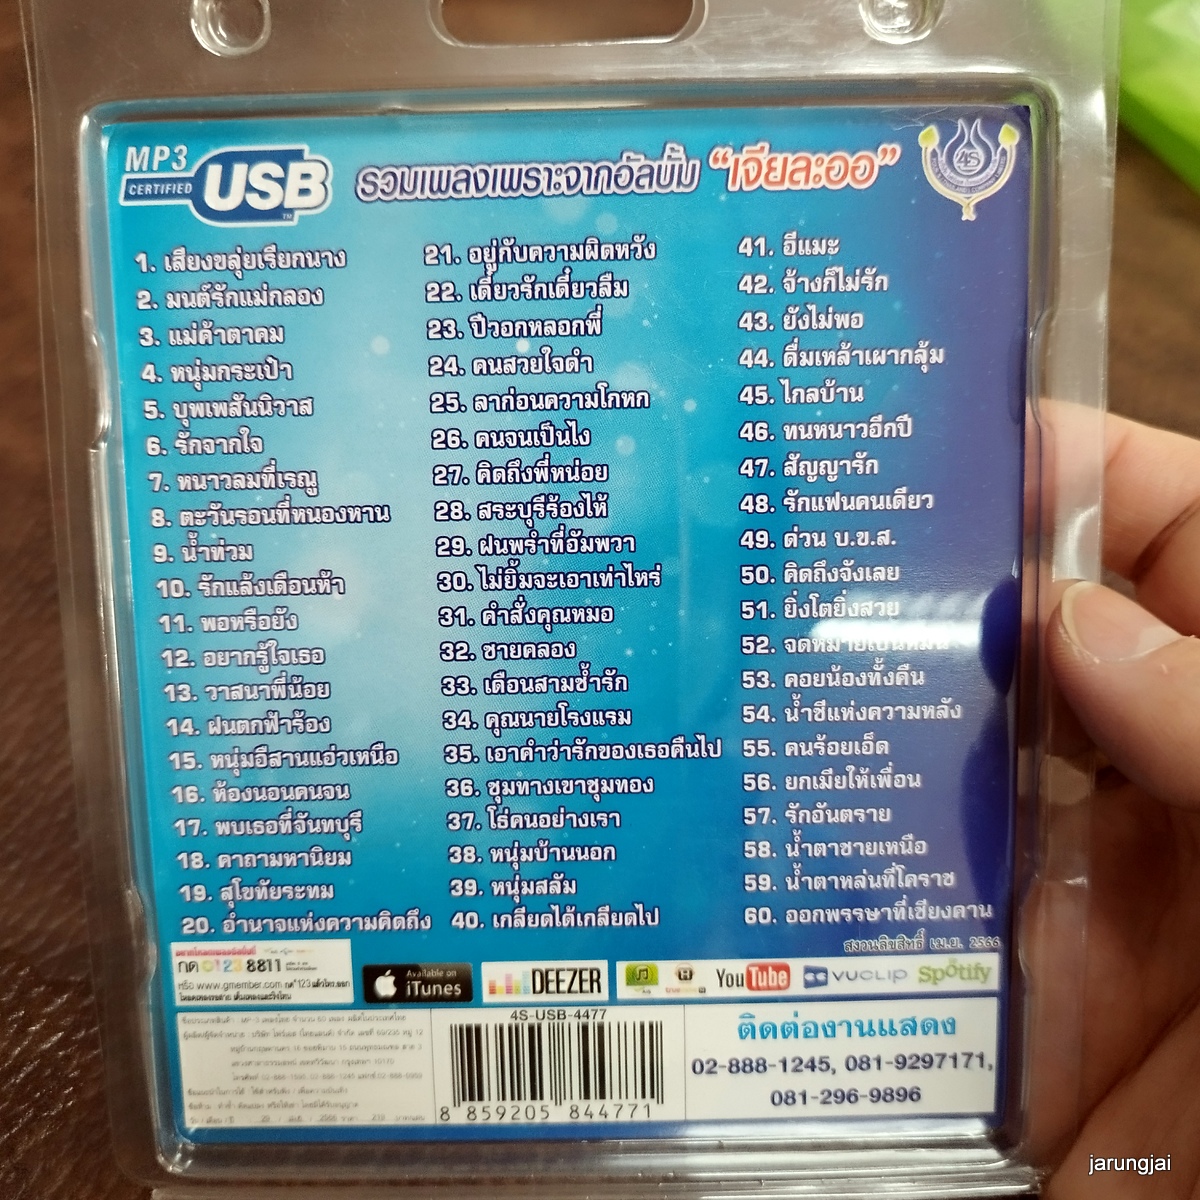 MP3
CERTIFIED
USB
TM
รวมเพลงเพราะจากอัลบั้ม "เจียละออ"
4S
1. เสียงขลุ่ยเรียกนาง
2. มนต์รักแม่กลอง
3. แม่ค้าตาคม
4. หนุ่มกระเป๋า
5. บุพเพสันนิวาส
6. รักจากใจ
7. หนาวลมที่เรณู
8. ตะวันรอนที่หนองหาน
9. น้ำท่วม
10. รักแล้งเดือนห้า
11. พอหรือยัง
12. อยากรู้ใจเธอ
13. วาสนาพี่น้อย
14. ฝนตกฟ้าร้อง
15. หนุ่มอีสานแอ่วเหนือ
16. ห้องนอนคนจน
17. พบเธอที่จันทบุรี
18. คาถามหานิยม
19. สุโขทัยระทม
20. อำนาจแห่งความคิดถึง
21. อยู่กับความผิดหวัง
22. เดี๋ยวรักเดี๋ยวลืม
23. ปีวอกหลอกพี่
24. คนสวยใจดำ
25. ลาก่อนความโกหก
26. คนจนเป็นไง
27. คิดถึงพี่หน่อย
28. สระบุรีร้องไห้
29. ฝนพรำที่อัมพวา
30. ไม่ยิ้มจะเอาเท่าไหร่
31. คำสั่งคุณหมอ
32. ชายคลอง
33. เดือนสามช้ำรัก
34. คุณนายโรงแรม
35. เอาคำว่ารักของเธอคืนไป
36. ชุมทางเขาชุมทอง
37. โธ่คนอย่างเรา
38. หนุ่มบ้านนอก
39. หนุ่มสลัม
40. เกลียดได้เกลียดไป
41. อีแมะ
42. จ้างก็ไม่รัก
43. ยังไม่พอ
44. ดื่มเหล้าเผากลุ้ม
45. ไกลบ้าน
46. ทนหนาวอีกปี
47. สัญญารัก
48. รักแฟนคนเดียว
49. ด่วน บ.ข.ส.
50. คิดถึงจังเลย
51. ยิ่งโตยิ่งสวย
52. จดหมายเป็นหมัน
53. คอยน้องทั้งคืน
54. น้ำชีแห่งความหลัง
55. คนร้อยเอ็ด
56. ยกเมียให้เพื่อน
57. รักอันตราย
58. น้ำตาชายเหนือ
59. น้ำตาหล่นที่โคราช
60. ออกพรรษาที่เชียงคาน
สงวนลิขสิทธิ์ เม.ย. 2566
กด 0123 8811
หรือ www.gmember.com กด *123 แล้วโทร.ออก
Available on
iTunes
DEEZER
YouTube
VUCLIP
Spotify
4S-USB-4477
8 859205 844771
ติดต่องานแสดง
02-888-1245, 081-9297171,
081-296-9896
jarungjai